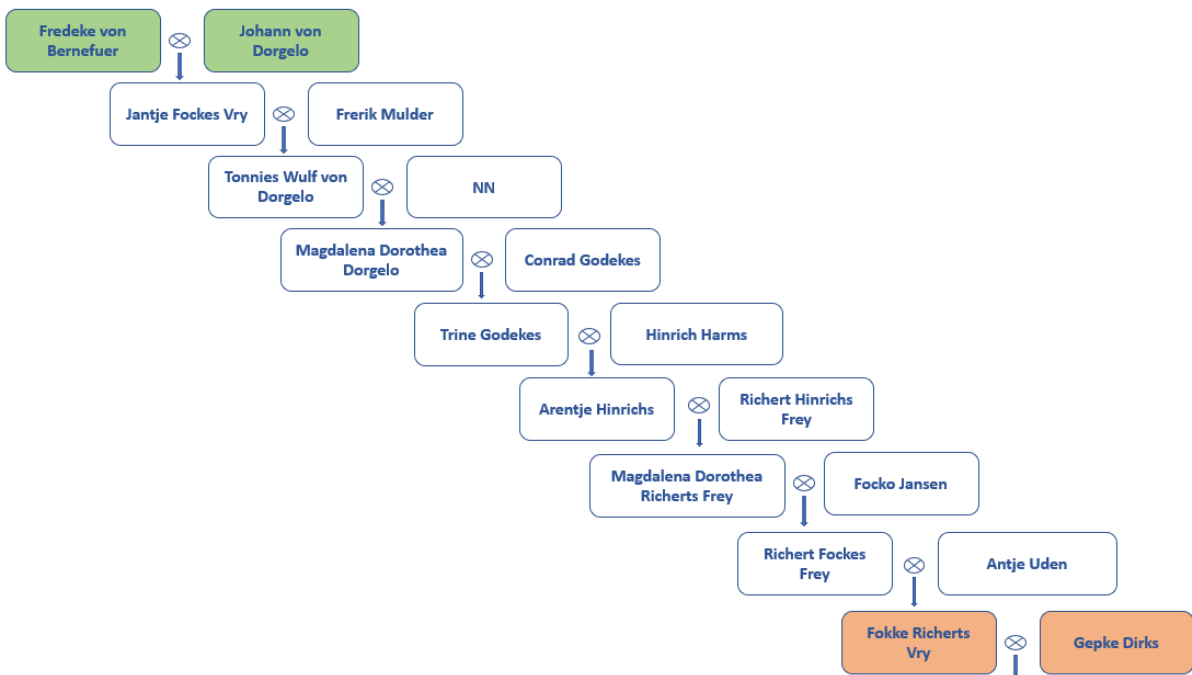 Fredeke von
Bernefuer
Johann von
Dorgelo
Jantje Fockes Vry
Frerik Mulder
Tonnies Wulf von
Dorgelo
NN
Magdalena Dorothea
Dorgelo
Conrad Godekes
Trine Godekes
Hinrich Harms
Arentje Hinrichs
Richert Hinrichs
Frey
Magdalena Dorothea
Richerts Frey
Focko Jansen
Richert Fockes
Frey
Antje Uden
Fokke Richerts
Vry
Gepke Dirks